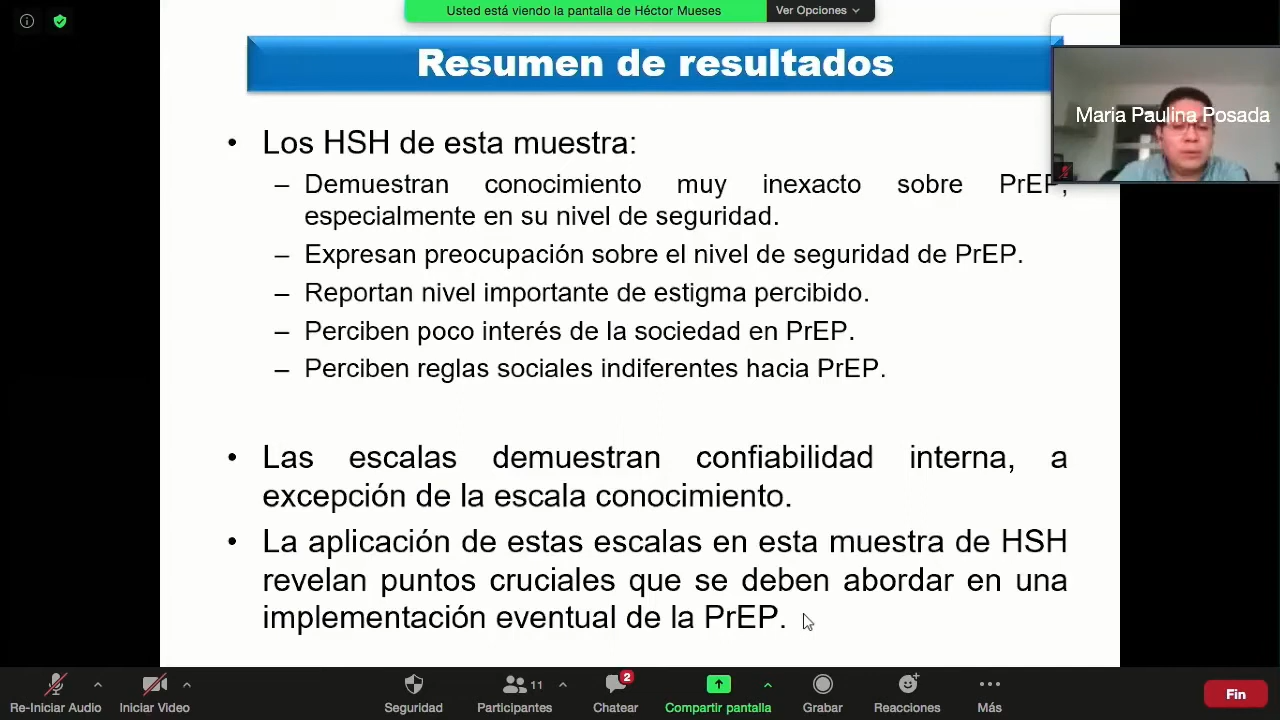 Usted está viendo la pantalla de Héctor Mueses
Ver Opciones
Resumen de resultados
Maria Paulina Posada
• Los HSH de esta muestra:
– Demuestran conocimiento muy inexacto sobre PrEP,
especialmente en su nivel de seguridad.
– Expresan preocupación sobre el nivel de seguridad de PrEP.
– Reportan nivel importante de estigma percibido.
– Perciben poco interés de la sociedad en PrEP.
– Perciben reglas sociales indiferentes hacia PrEP.
• Las escalas demuestran confiabilidad interna, a
excepción de la escala conocimiento.
• La aplicación de estas escalas en esta muestra de HSH
revelan puntos cruciales que se deben abordar en una
implementación eventual de la PrEP.
Re-Iniciar Audio
Iniciar Video
Seguridad
11
Participantes
2
Chatear
Compartir pantalla
Grabar
Reacciones
Más
Fin